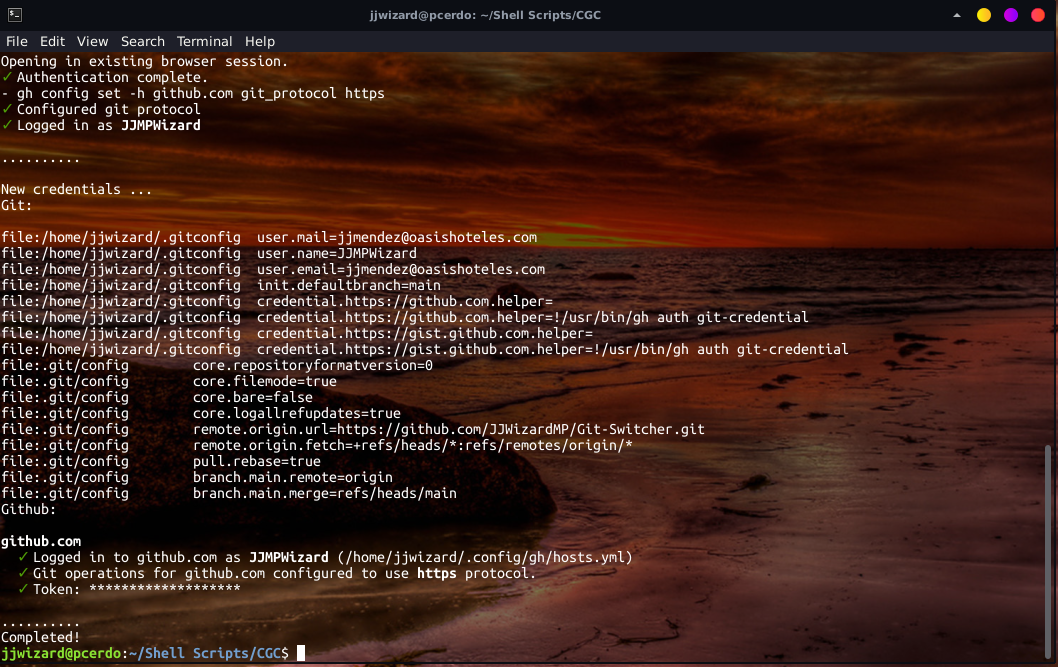 jjwizard@pcerdo: ~/Shell Scripts/CGC
File Edit View Search Terminal Help
Opening in existing browser session.
✓ Authentication complete.
- gh config set -h github.com git_protocol https
✓ Configured git protocol
✓ Logged in as JJMPWizard
..........
New credentials ...
Git:
file:/home/jjwizard/.gitconfig user.mail=jjmendez@oasishoteles.com
file:/home/jjwizard/.gitconfig user.name=JJMPWizard
file:/home/jjwizard/.gitconfig user.email=jjmendez@oasishoteles.com
file:/home/jjwizard/.gitconfig init.defaultbranch=main
file:/home/jjwizard/.gitconfig credential.https://github.com.helper=
file:/home/jjwizard/.gitconfig credential.https://github.com.helper=!/usr/bin/gh auth git-credential
file:/home/jjwizard/.gitconfig credential.https://gist.github.com.helper=
file:/home/jjwizard/.gitconfig credential.https://gist.github.com.helper=!/usr/bin/gh auth git-credential
file:.git/config core.repositoryformatversion=0
file:.git/config core.filemode=true
file:.git/config core.bare=false
file:.git/config core.logallrefupdates=true
file:.git/config remote.origin.url=https://github.com/JJWizardMP/Git-Switcher.git
file:.git/config remote.origin.fetch=+refs/heads/*:refs/remotes/origin/*
file:.git/config pull.rebase=true
file:.git/config branch.main.remote=origin
file:.git/config branch.main.merge=refs/heads/main
Github:
github.com
✓ Logged in to github.com as JJMPWizard (/home/jjwizard/.config/gh/hosts.yml)
✓ Git operations for github.com configured to use https protocol.
✓ Token: *******************
..........
Completed!
jjwizard@pcerdo:~/Shell Scripts/CGC$